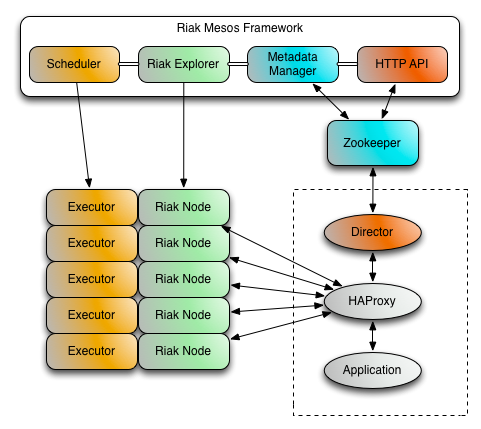 Riak Mesos Framework
Scheduler
Riak Explorer
Metadata
Manager
HTTP API
Zookeeper
Executor
Riak Node
Executor
Riak Node
Executor
Riak Node
Executor
Riak Node
Executor
Riak Node
Director
HAProxy
Application